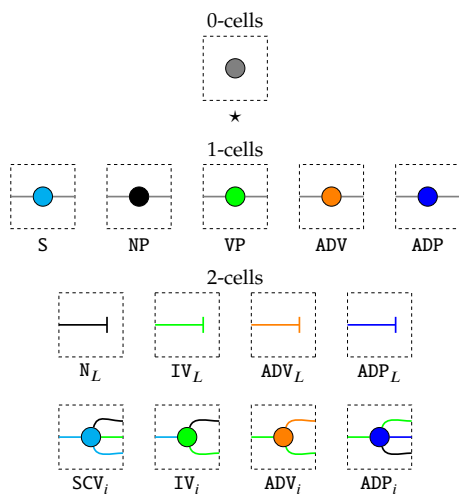 0-cells
⋆
1-cells
S NP VP ADV ADP
2-cells
N_L IV_L ADV_L ADP_L
SCV_i IV_i ADV_i ADP_i